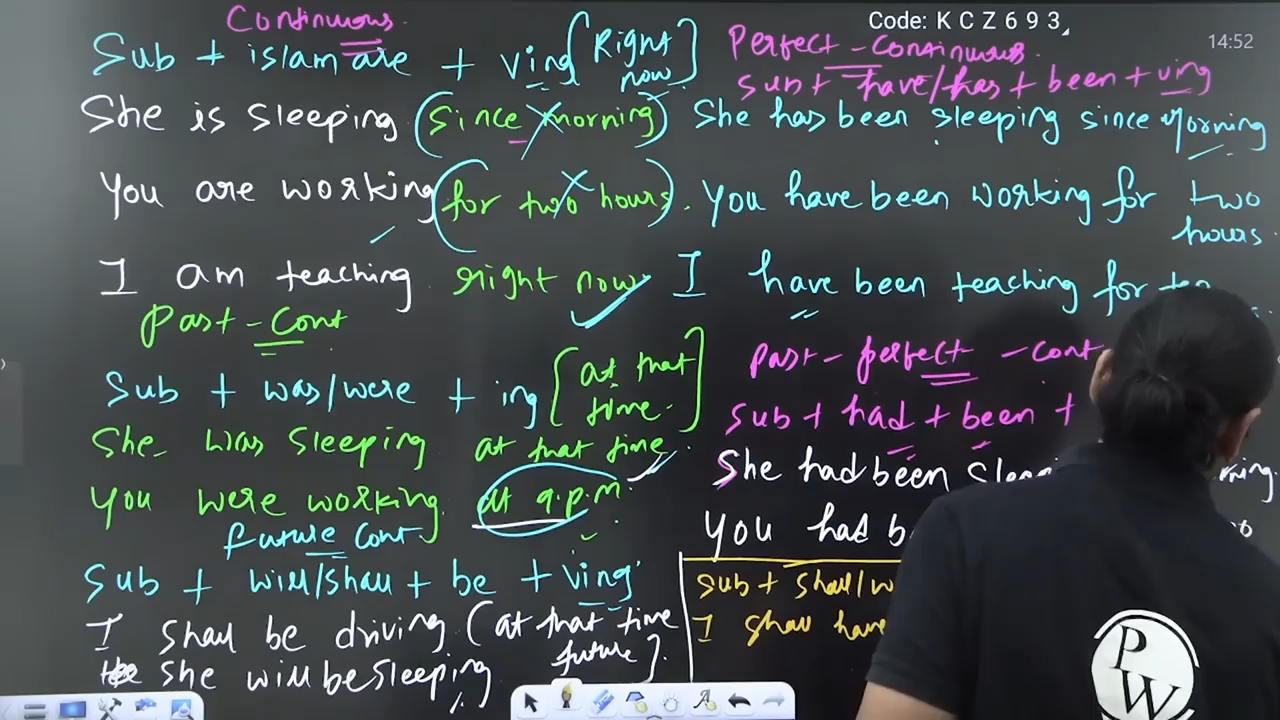 Continuous
Code: K C Z 6 9 3
14:52
Sub + is/am are + ving [Right now]
Perfect - Continuous.
sub + have/has + been + ving
She is sleeping (since morning) She has been sleeping since morning
You are working (for two hours). You have been working for two hours.
I am teaching right now I have been teaching for ten
Past - Cont
Sub + was/were + ing [at that time.]
Past - perfect - cont
Sub + had + been +
She was sleeping at that time.
She had been
You were working at 9.p.m.
You had
future cont
Sub + will/shall + be + ving
Sub + shall/w
I shall be driving (at that time future].
I shall have
She will be sleeping
P
W